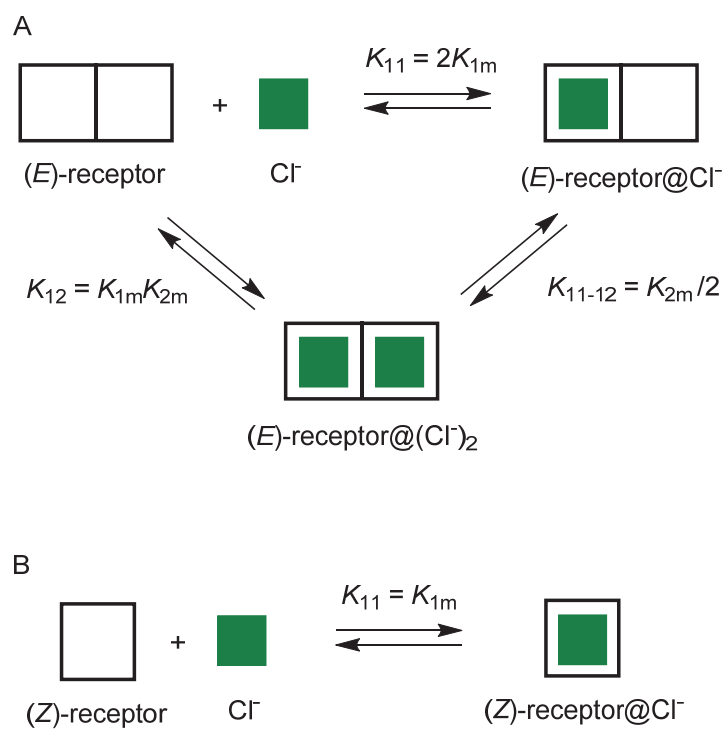 A
K₁₁ = 2K₁ₘ
+
(E)-receptor
Cl⁻
(E)-receptor@Cl⁻
K₁₂ = K₁ₘK₂ₘ
K₁₁₋₁₂ = K₂ₘ/2
(E)-receptor@(Cl⁻)₂
B
K₁₁ = K₁ₘ
+
(Z)-receptor
Cl⁻
(Z)-receptor@Cl⁻